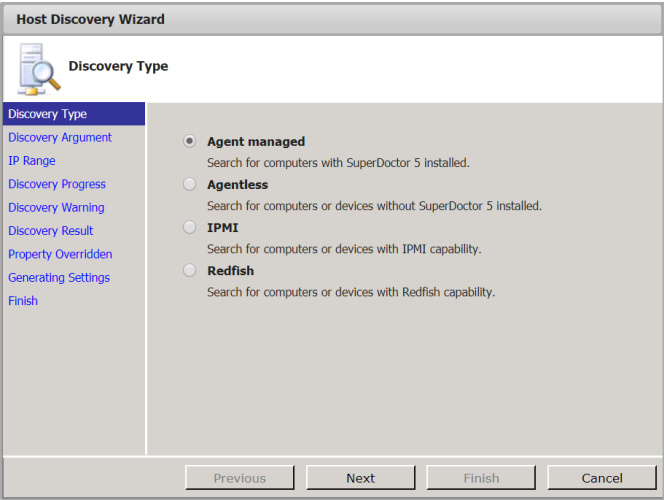 Host Discovery Wizard
Discovery Type
Discovery Type
Discovery Argument
IP Range
Discovery Progress
Discovery Warning
Discovery Result
Property Overridden
Generating Settings
Finish
Agent managed
Search for computers with SuperDoctor 5 installed.
Agentless
Search for computers or devices without SuperDoctor 5 installed.
IPMI
Search for computers or devices with IPMI capability.
Redfish
Search for computers or devices with Redfish capability.
Previous Next Finish Cancel